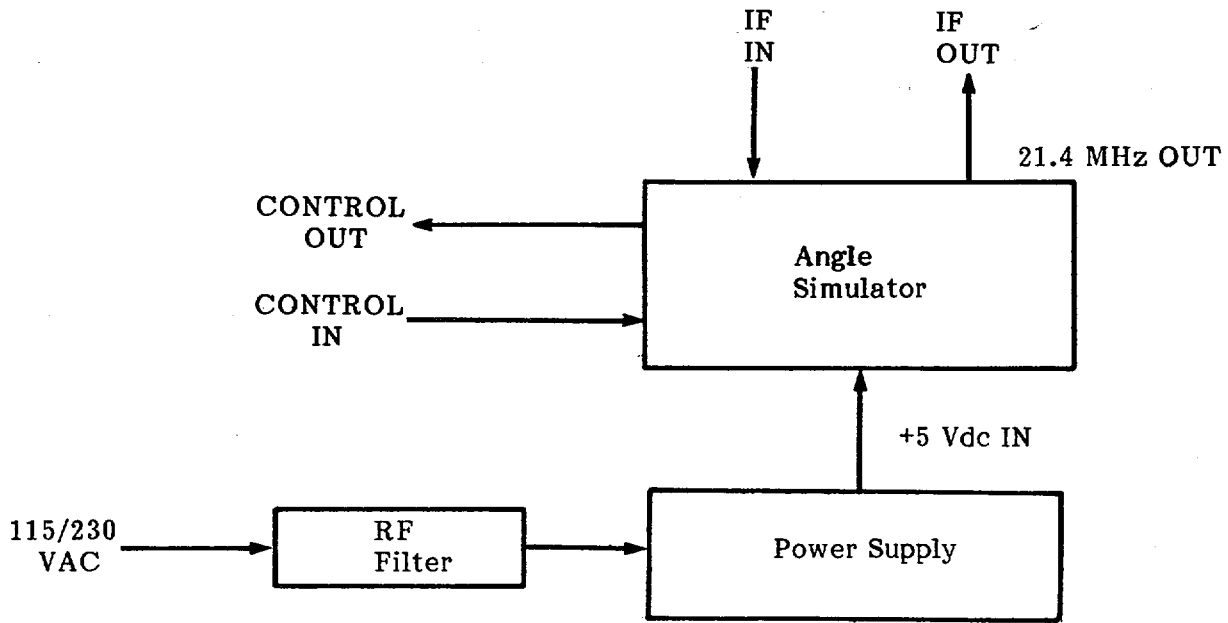 IF
IN
IF
OUT
21.4 MHz OUT
CONTROL
OUT
Angle
Simulator
CONTROL
IN
+5 Vdc IN
115/230
VAC
RF
Filter
Power Supply